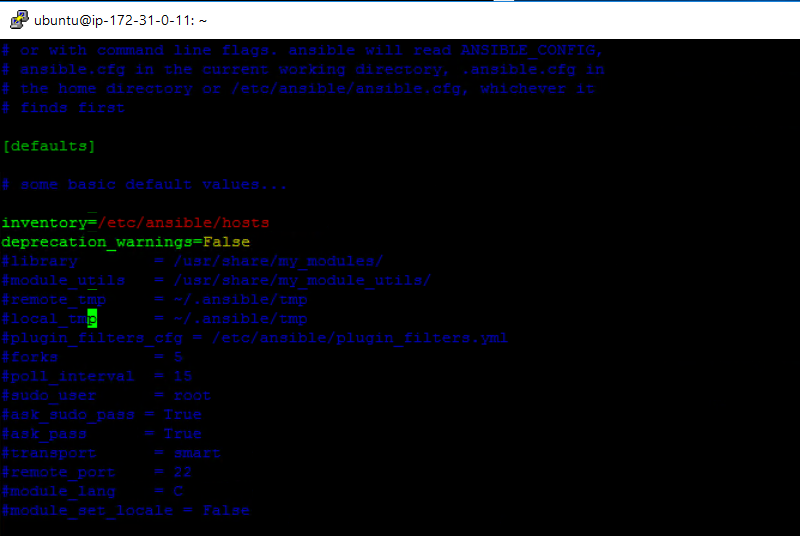 ubuntu@ip-172-31-0-11: ~
# or with command line flags. ansible will read ANSIBLE_CONFIG,
# ansible.cfg in the current working directory, .ansible.cfg in
# the home directory or /etc/ansible/ansible.cfg, whichever it
# finds first
[defaults]
# some basic default values...
inventory=/etc/ansible/hosts
deprecation_warnings=False
#library        = /usr/share/my_modules/
#module_utils   = /usr/share/my_module_utils/
#remote_tmp     = ~/.ansible/tmp
#local_tmp      = ~/.ansible/tmp
#plugin_filters_cfg = /etc/ansible/plugin_filters.yml
#forks          = 5
#poll_interval  = 15
#sudo_user      = root
#ask_sudo_pass = True
#ask_pass      = True
#transport      = smart
#remote_port    = 22
#module_lang    = C
#module_set_locale = False